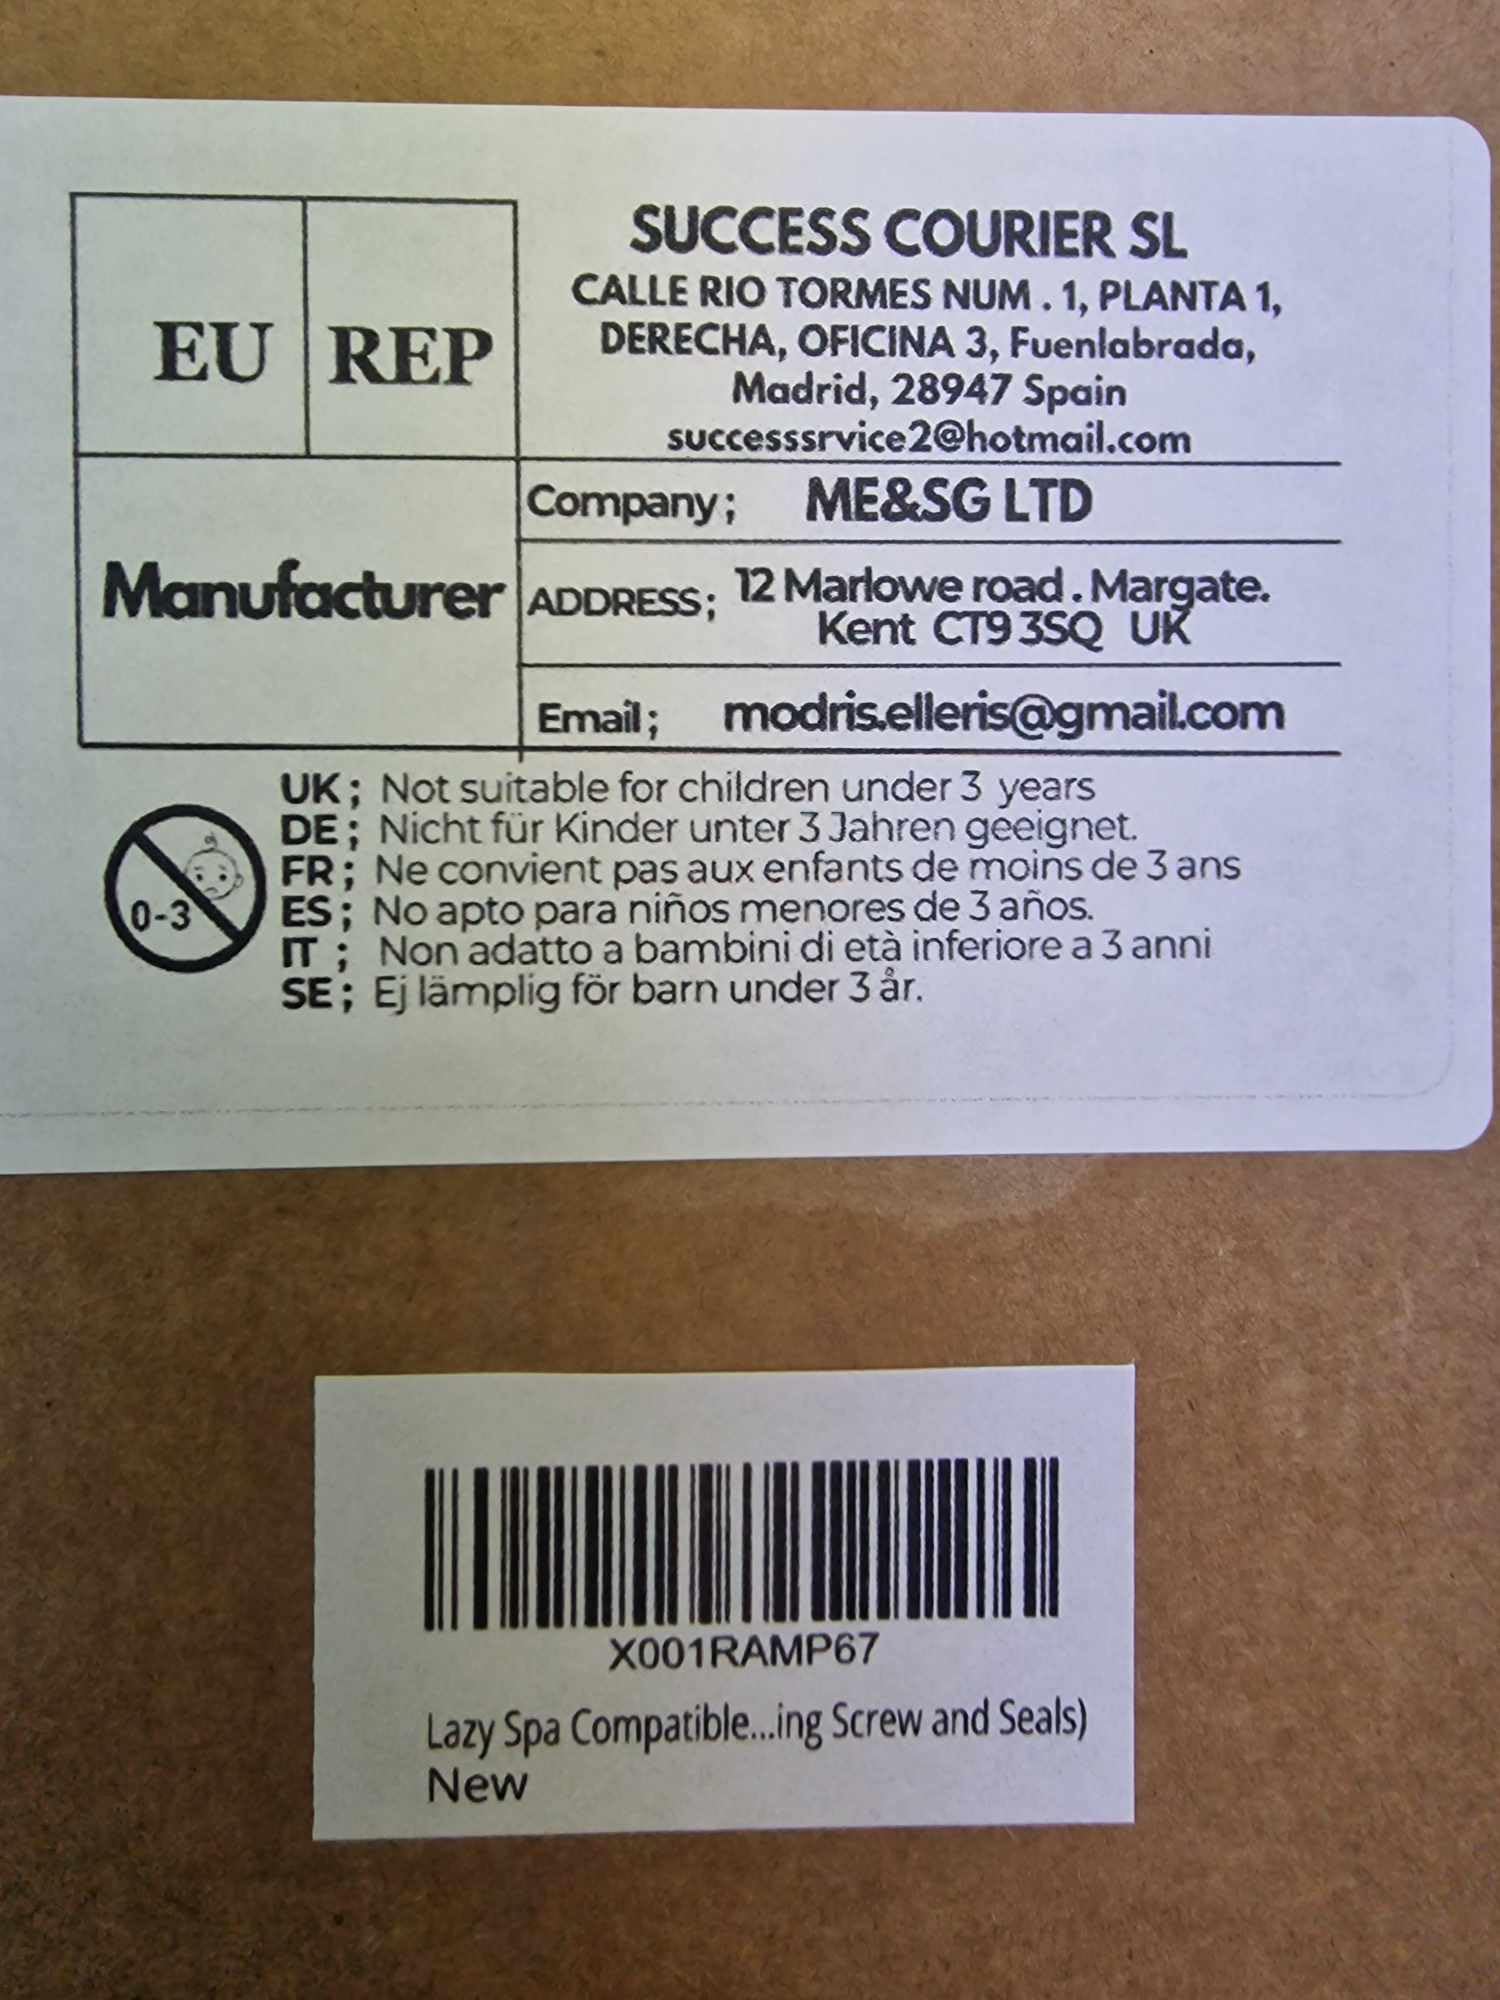 EU REP
SUCCESS COURIER SL
CALLE RIO TORMES NUM . 1, PLANTA 1,
DERECHA, OFICINA 3, Fuenlabrada,
Madrid, 28947 Spain
successsrvice2@hotmail.com
Manufacturer
Company; ME&SG LTD
ADDRESS; 12 Marlowe road . Margate.
Kent CT9 3SQ UK
Email; modris.elleris@gmail.com
0-3
UK; Not suitable for children under 3 years
DE; Nicht für Kinder unter 3 Jahren geeignet.
FR; Ne convient pas aux enfants de moins de 3 ans
ES; No apto para niños menores de 3 años.
IT ; Non adatto a bambini di età inferiore a 3 anni
SE; Ej lämplig för barn under 3 år.
X001RAMP67
Lazy Spa Compatible...ing Screw and Seals)
New